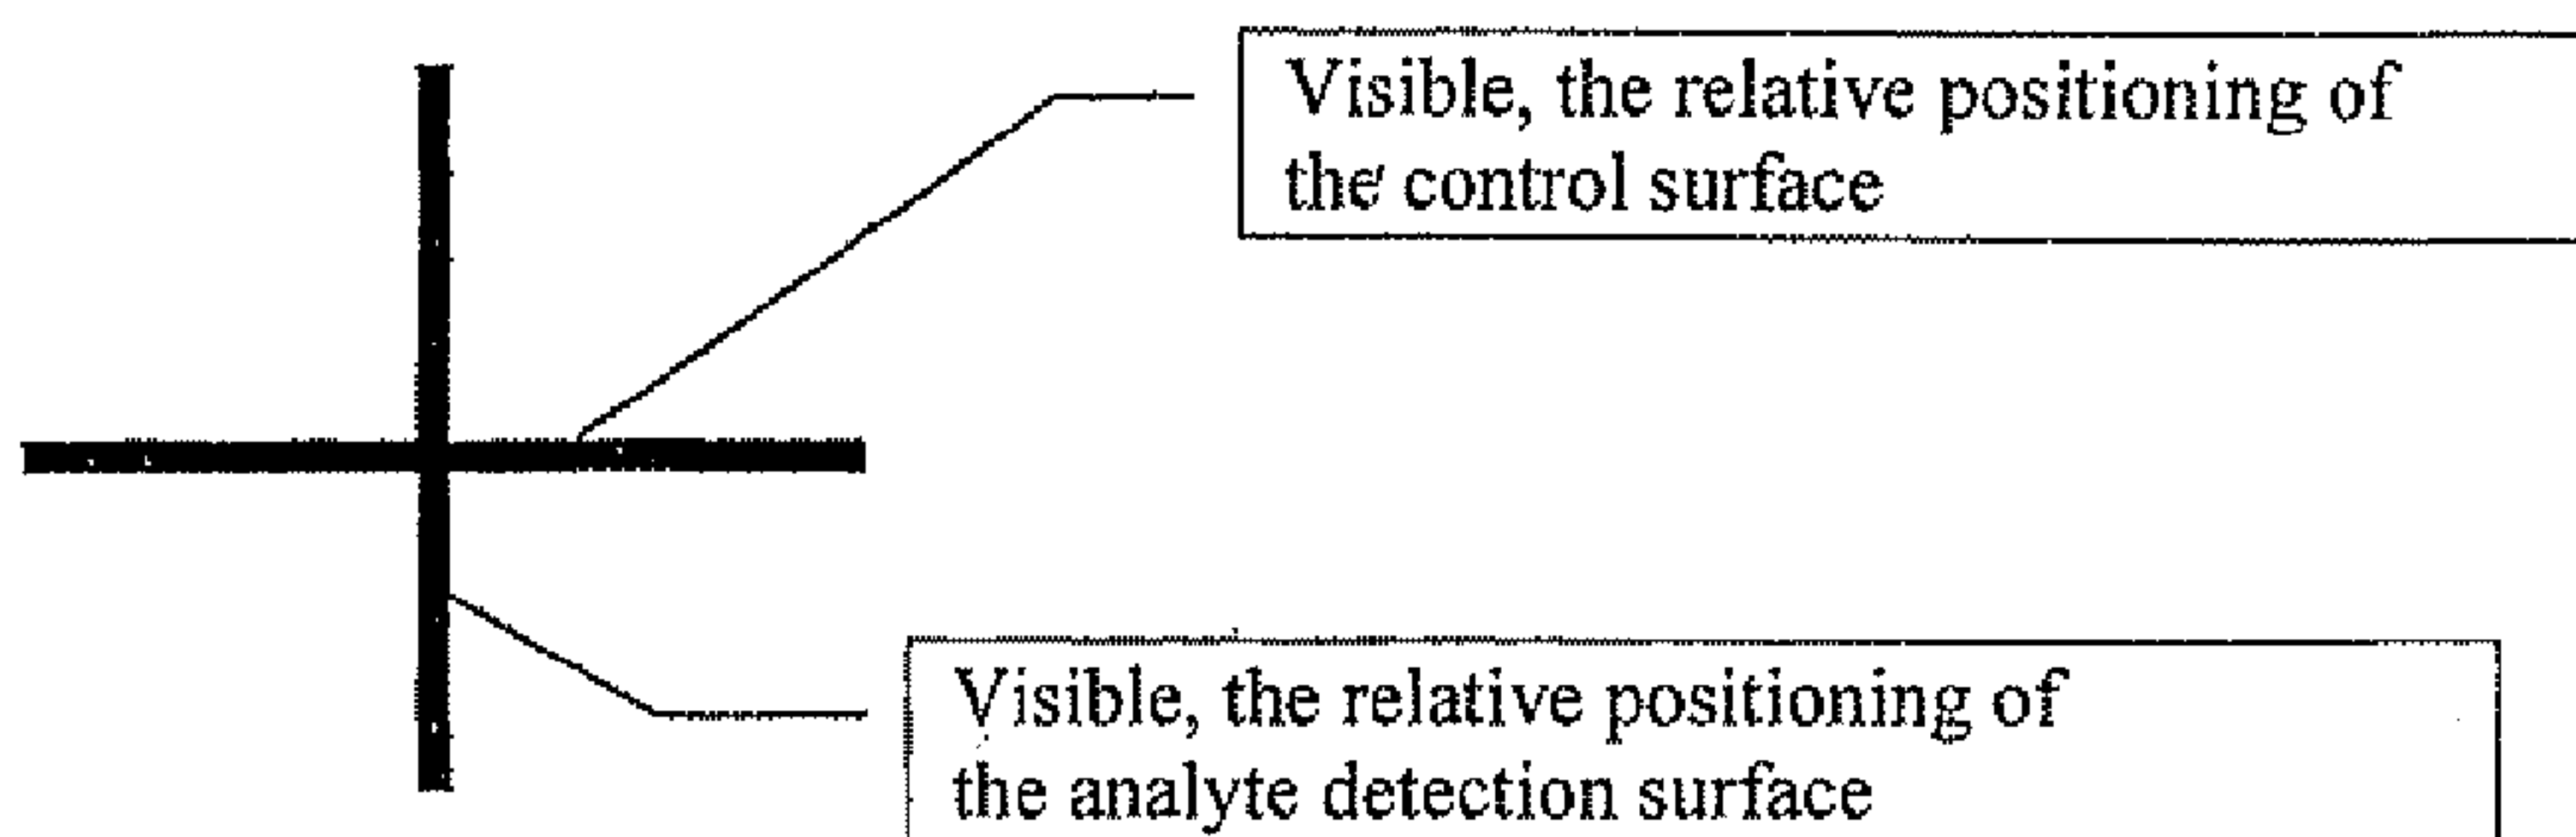 Visible, the relative positioning of
the control surface
Visible, the relative positioning of
the analyte detection surface